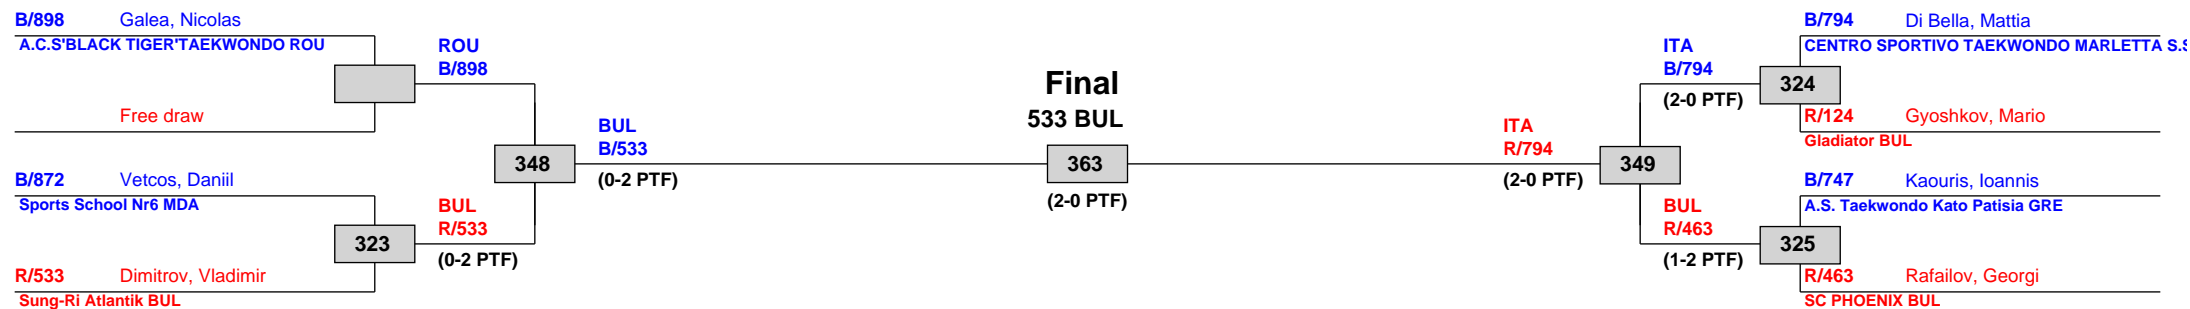 B/898 Galea, Nicolas
A.C.S'BLACK TIGER'TAEKWONDO ROU
ROU
B/898
Free draw
B/872 Vetcos, Daniil
Sports School Nr6 MDA
323
BUL
R/533
(0-2 PTF)
R/533 Dimitrov, Vladimir
Sung-Ri Atlantik BUL
348
BUL
B/533
(0-2 PTF)
Final
533 BUL
363
(2-0 PTF)
ITA
R/794
(2-0 PTF)
349
ITA
B/794
(2-0 PTF)
324
B/794 Di Bella, Mattia
CENTRO SPORTIVO TAEKWONDO MARLETTA S.S
R/124 Gyoshkov, Mario
Gladiator BUL
BUL
R/463
(1-2 PTF)
325
B/747 Kaouris, Ioannis
A.S. Taekwondo Kato Patisia GRE
R/463 Rafailov, Georgi
SC PHOENIX BUL